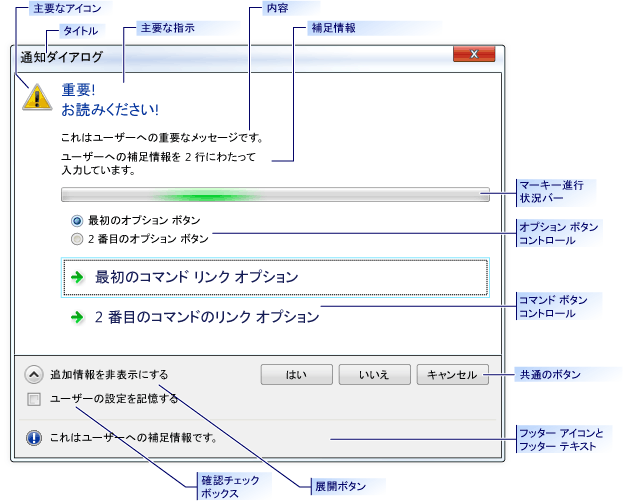 主要なアイコン
内容
タイトル
主要な指示
補足情報
通知ダイアログ
X
重要!
お読みください!
これはユーザーへの重要なメッセージです。
ユーザーへの補足情報を 2 行にわたって
入力しています。
マーキー進行
状況バー
最初のオプション ボタン
2 番目のオプション ボタン
オプション ボタン
コントロール
最初のコマンド リンク オプション
2 番目のコマンドのリンク オプション
コマンド ボタン
コントロール
追加情報を非表示にする
はい
いいえ
キャンセル
共通のボタン
ユーザーの設定を記憶する
これはユーザーへの補足情報です。
フッター アイコンと
フッター テキスト
確認チェック
ボックス
展開ボタン